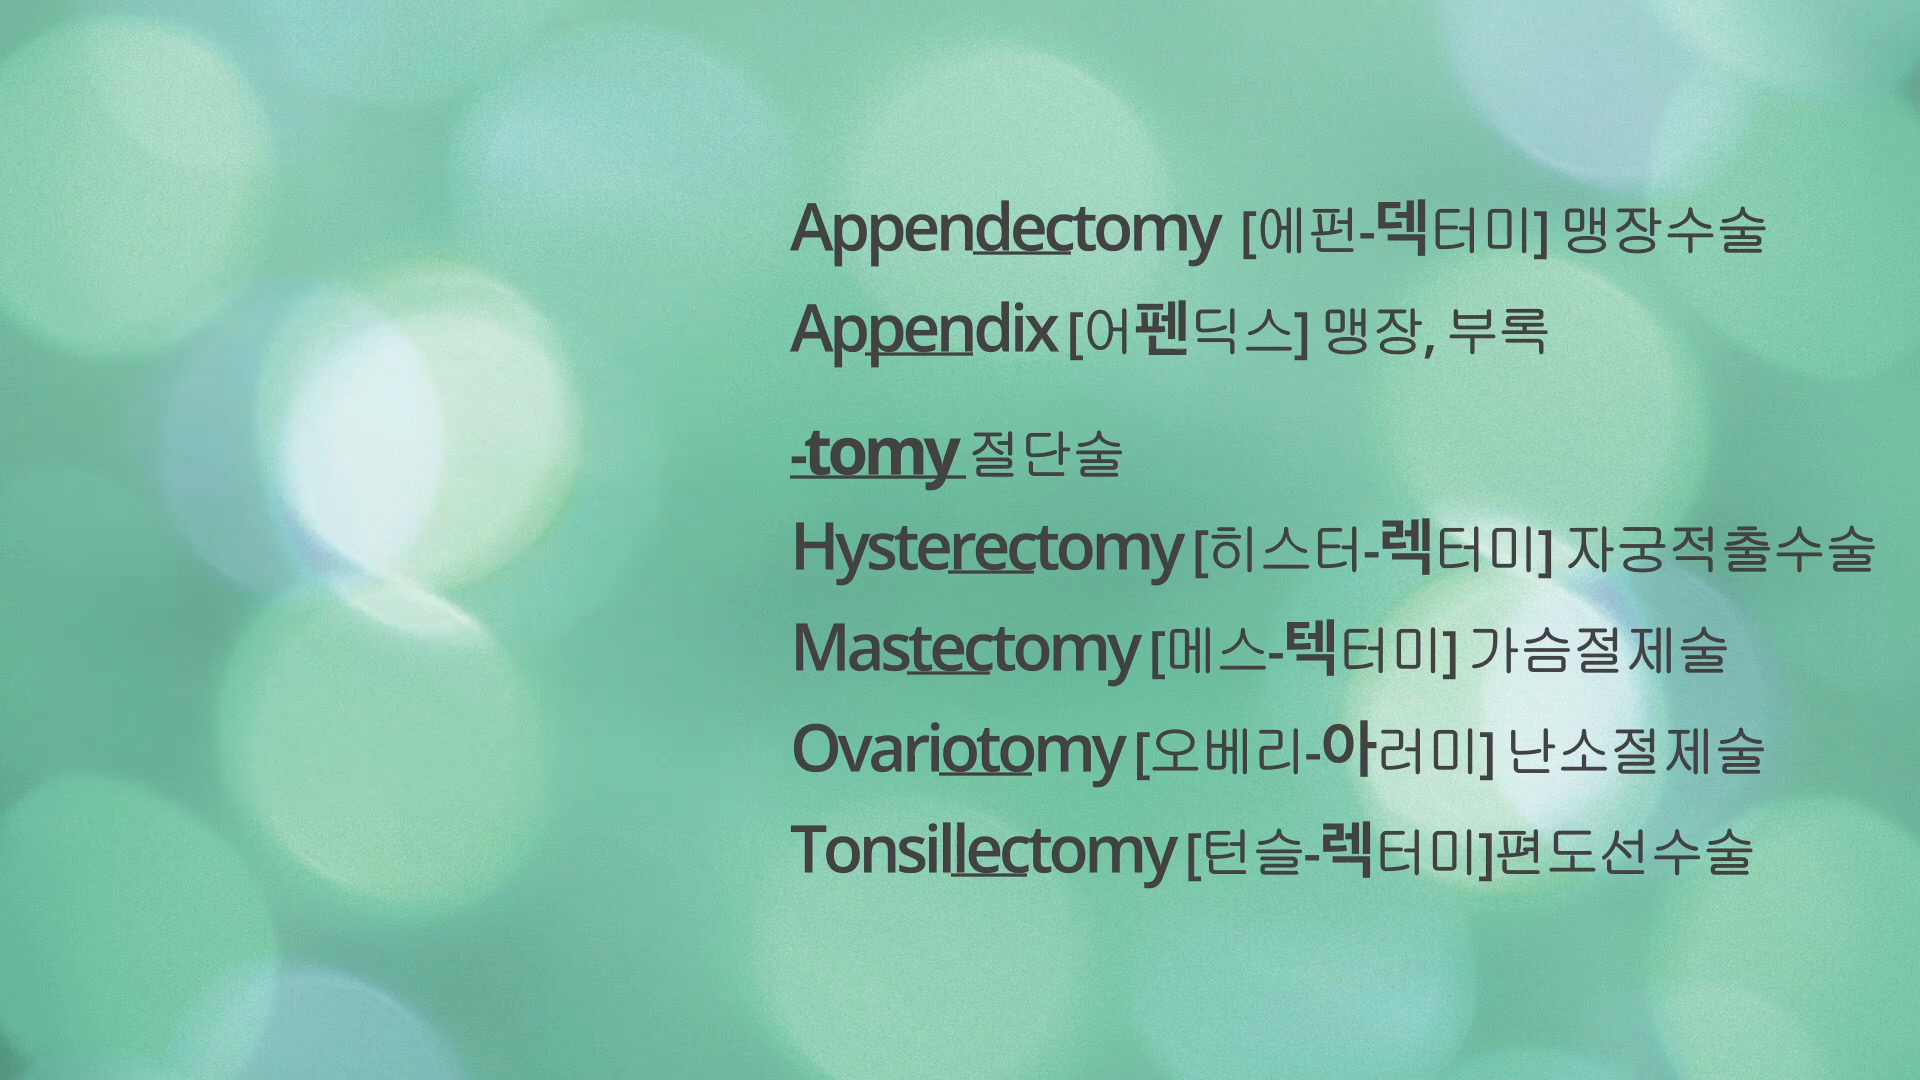 Appendectomy [에펀-덱터미] 맹장수술
Appendix [어펜딕스] 맹장, 부록
-tomy 절단술
Hysterectomy [히스터-렉터미] 자궁적출수술
Mastectomy [메스-텍터미] 가슴절제술
Ovariotomy [오베리-아러미] 난소절제술
Tonsillectomy [턴슬-렉터미]편도선수술